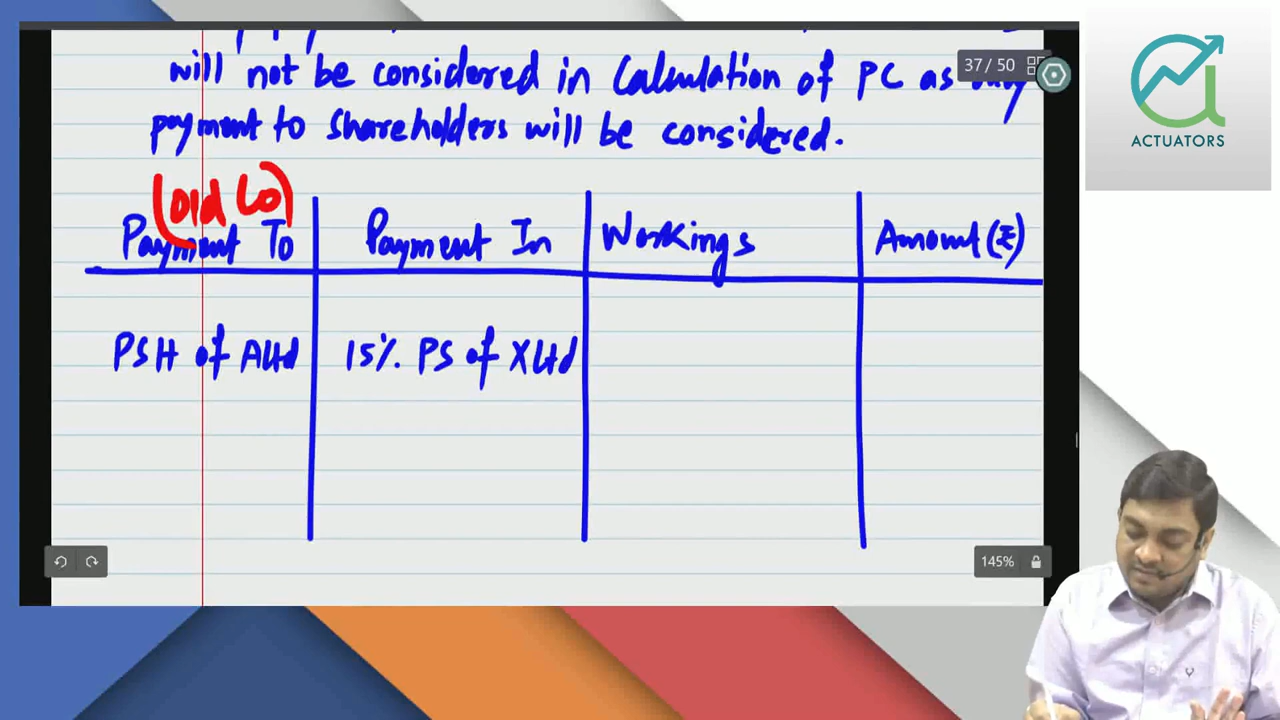 will not be considered in Calculation of PC as only
37/50
payment to shareholders will be considered.
(old Co)
Payment To
Payment In
Workings
Amount (₹)
PSH of A Ltd
15% PS of X Ltd
145%
ACTUATORS